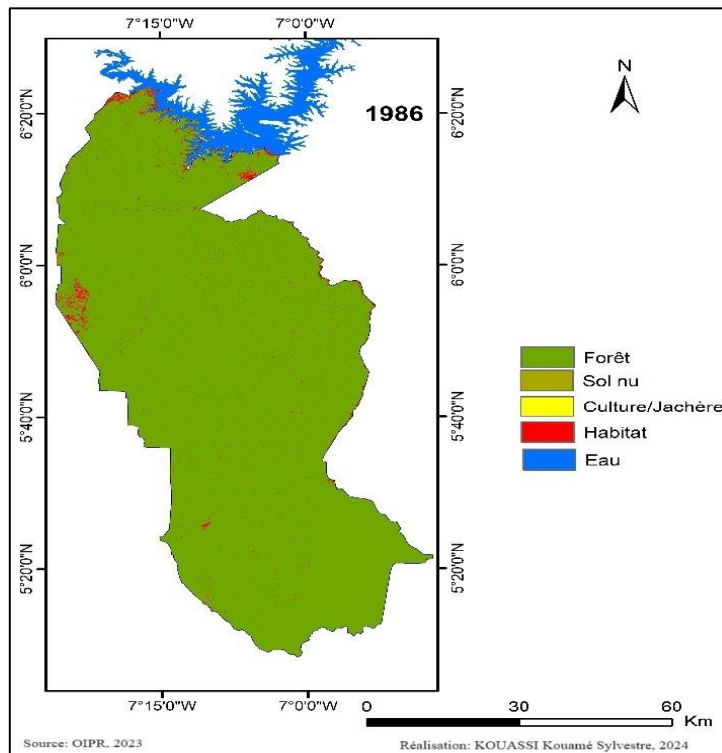 7°15'0"W 7°0'0"W
N
1986
6°20'0"N 6°20'0"N
6°0'0"N 6°0'0"N
Forêt
Sol nu
Culture/Jachère
Habitat
Eau
5°40'0"N 5°40'0"N
5°20'0"N 5°20'0"N
7°15'0"W 7°0'0"W
0 30 60
Km
Source: OIPR, 2023 Réalisation: KOUASSI Kouamé Sylvestre, 2024